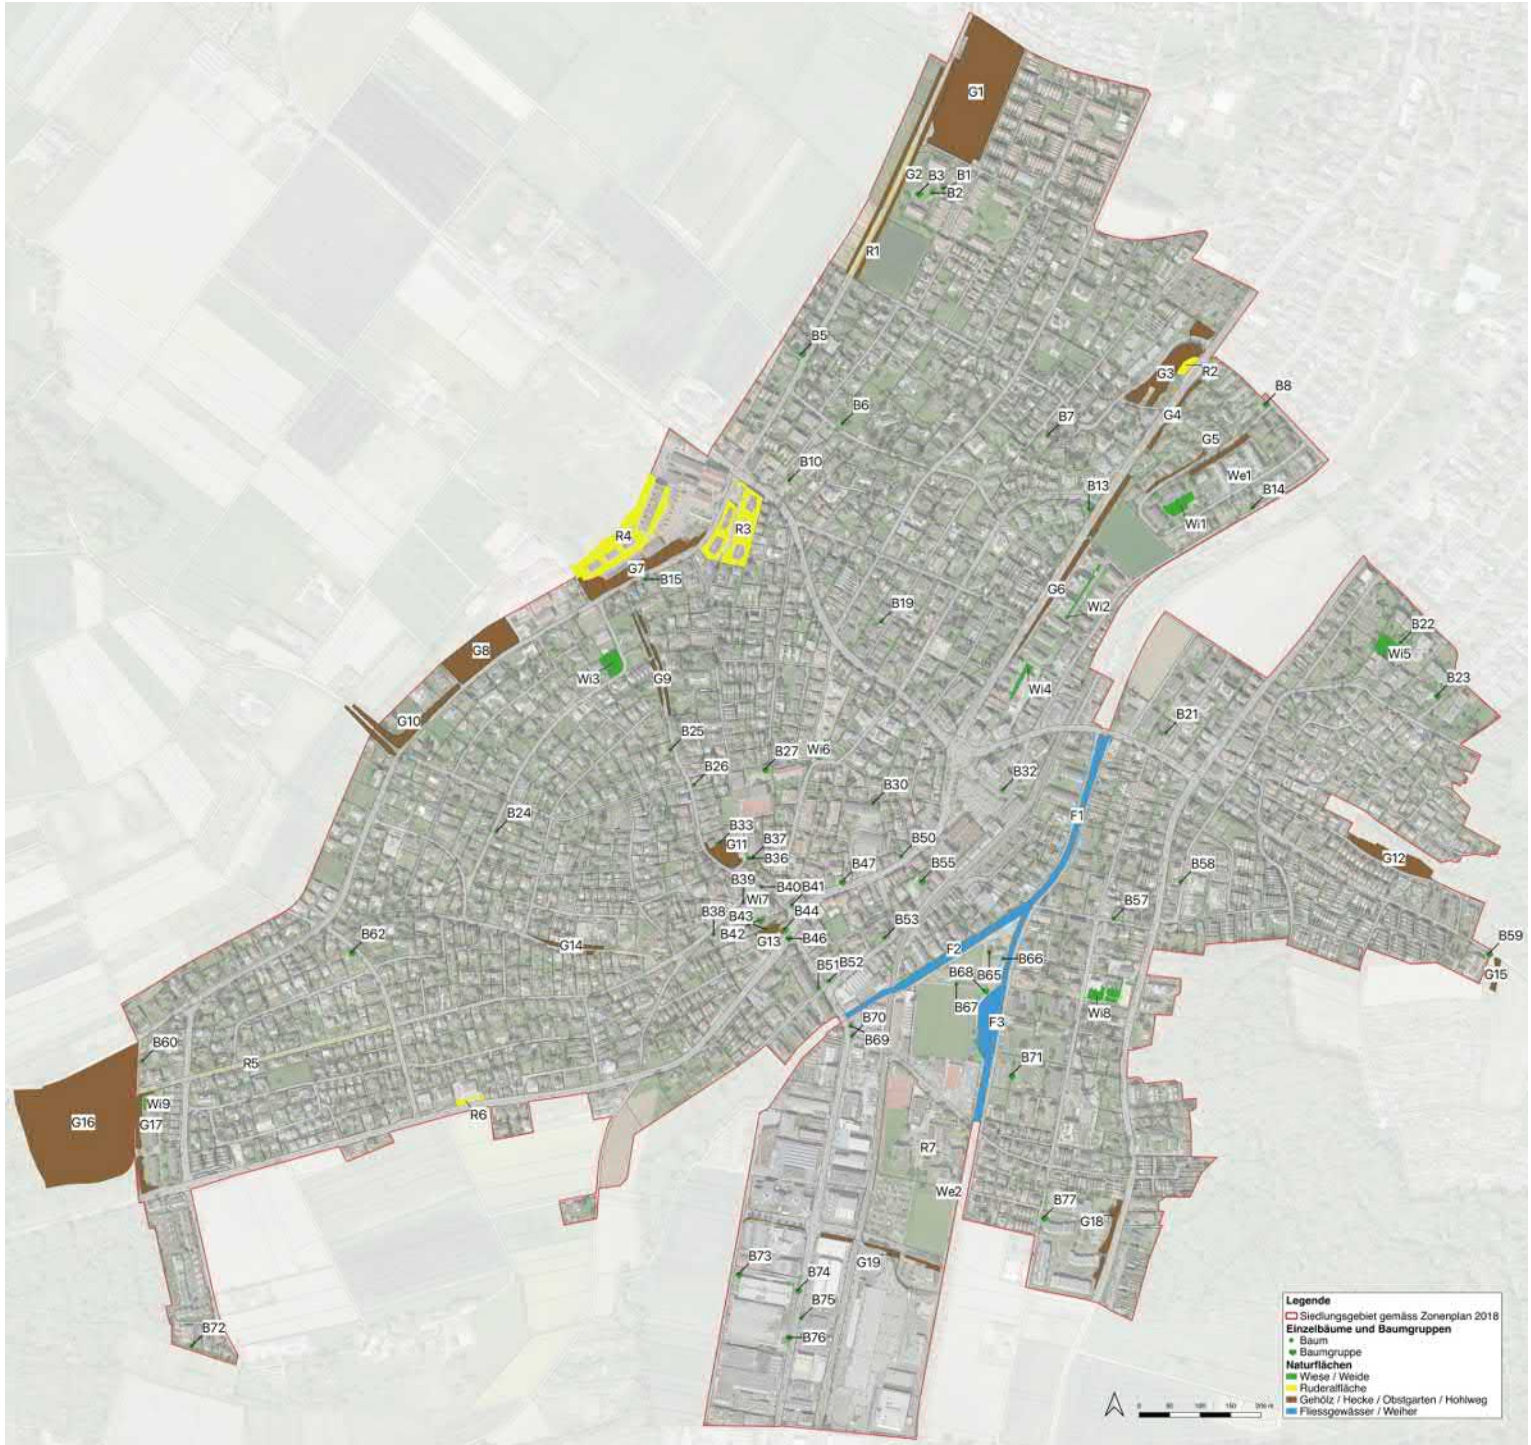 G1
G2 B3 B1
B2
R1
B5
G3 R2
B8
B6
G4
B7
G5
B10
We1
B13
B14
Wi1
R3
R4
G7
B15
G6
B19
Wi2
B22
G8
Wi5
Wi3
G9
Wi4
B23
G10
B21
B25
Wi6
B27
B26
B32
B30
B24
F1
B33
G11
B37
B36
B50
G12
B47
B55
B58
B39
B40
B41
Wi7
B57
B43
B44
B38
B42
G13
B46
B53
G14
F2
B59
B62
B66
B51
B52
B68
B65
G15
B67
Wi8
B70
F3
B69
B60
R5
B71
Wi9
R6
G16
G17
R7
We2
B77
G18
G19
B73
B74
B75
B76
B72
Legende
Siedlungsgebiet gemäss Zonenplan 2018
Einzelbäume und Baumgruppen
Baum
Baumgruppe
Naturflächen
Wiese / Weide
Ruderalfläche
Gehölz / Hecke / Obstgarten / Hohlweg
Fliessgewässer / Weiher
0 50 100 150 200 m